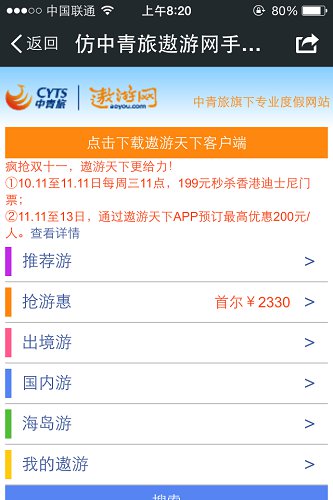 中国联通 上午8:20 80%
返回 仿中青旅遨游网手...
CYTS 中青旅 遨游网 aoyou.com 中青旅旗下专业度假网站
点击下载遨游天下客户端
疯抢双十一，遨游天下更给力！
①10.11至11.11日每周三11点，199元秒杀香港迪士尼门
票；
②11.11至13日，通过遨游天下APP预订最高优惠200元/
人。查看详情
推荐游 >
抢游惠 首尔￥2330 >
出境游 >
国内游 >
海岛游 >
我的遨游 >
搜索